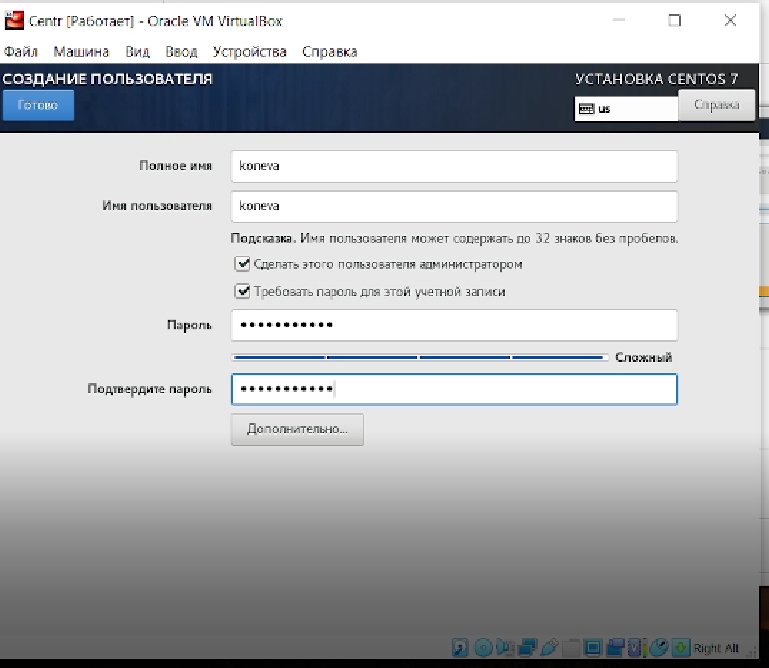 Centr [Работает] - Oracle VM VirtualBox
Файл Машина Вид Ввод Устройства Справка
СОЗДАНИЕ ПОЛЬЗОВАТЕЛЯ
УСТАНОВКА CENTOS 7
Готово
us
Справка
Полное имя
koneva
Имя пользователя
koneva
Подсказка. Имя пользователя может содержать до 32 знаков без пробелов.
Сделать этого пользователя администратором
Требовать пароль для этой учетной записи
Пароль
•••••••••••
Сложный
Подтвердите пароль
•••••••••••
Дополнительно...
Right Alt